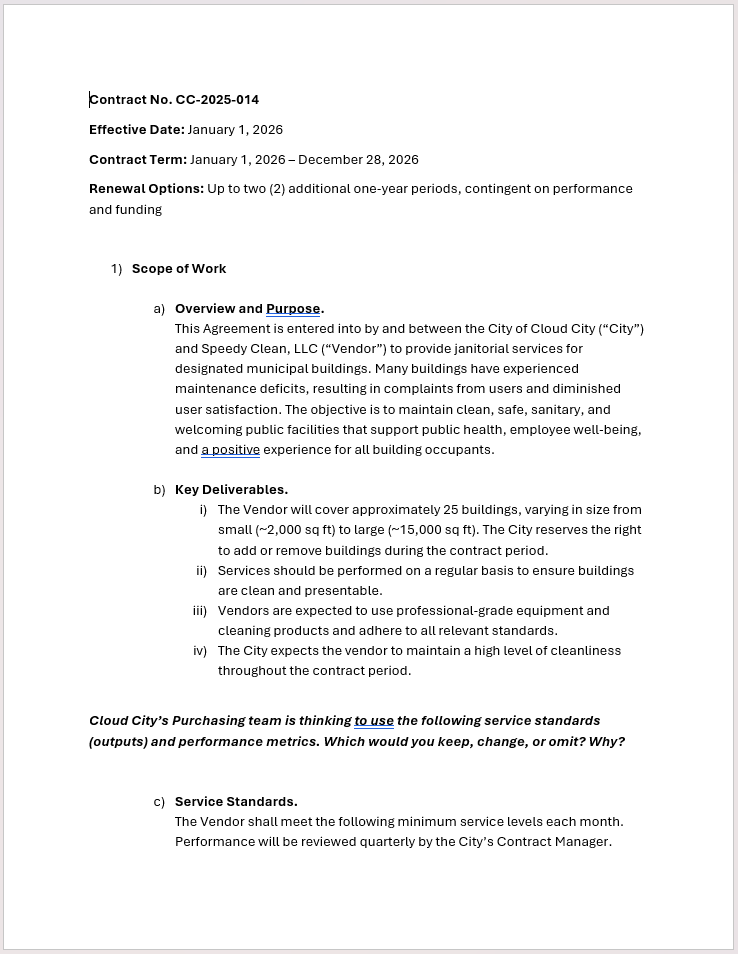 Contract No. CC-2025-014
Effective Date: January 1, 2026
Contract Term: January 1, 2026 – December 28, 2026
Renewal Options: Up to two (2) additional one-year periods, contingent on performance
and funding
1) Scope of Work
a) Overview and Purpose.
This Agreement is entered into by and between the City of Cloud City (“City”)
and Speedy Clean, LLC (“Vendor”) to provide janitorial services for
designated municipal buildings. Many buildings have experienced
maintenance deficits, resulting in complaints from users and diminished
user satisfaction. The objective is to maintain clean, safe, sanitary, and
welcoming public facilities that support public health, employee well-being,
and a positive experience for all building occupants.
b) Key Deliverables.
i) The Vendor will cover approximately 25 buildings, varying in size from
small (~2,000 sq ft) to large (~15,000 sq ft). The City reserves the right
to add or remove buildings during the contract period.
ii) Services should be performed on a regular basis to ensure buildings
are clean and presentable.
iii) Vendors are expected to use professional-grade equipment and
cleaning products and adhere to all relevant standards.
iv) The City expects the vendor to maintain a high level of cleanliness
throughout the contract period.
Cloud City’s Purchasing team is thinking to use the following service standards
(outputs) and performance metrics. Which would you keep, change, or omit? Why?
c) Service Standards.
The Vendor shall meet the following minimum service levels each month.
Performance will be reviewed quarterly by the City’s Contract Manager.